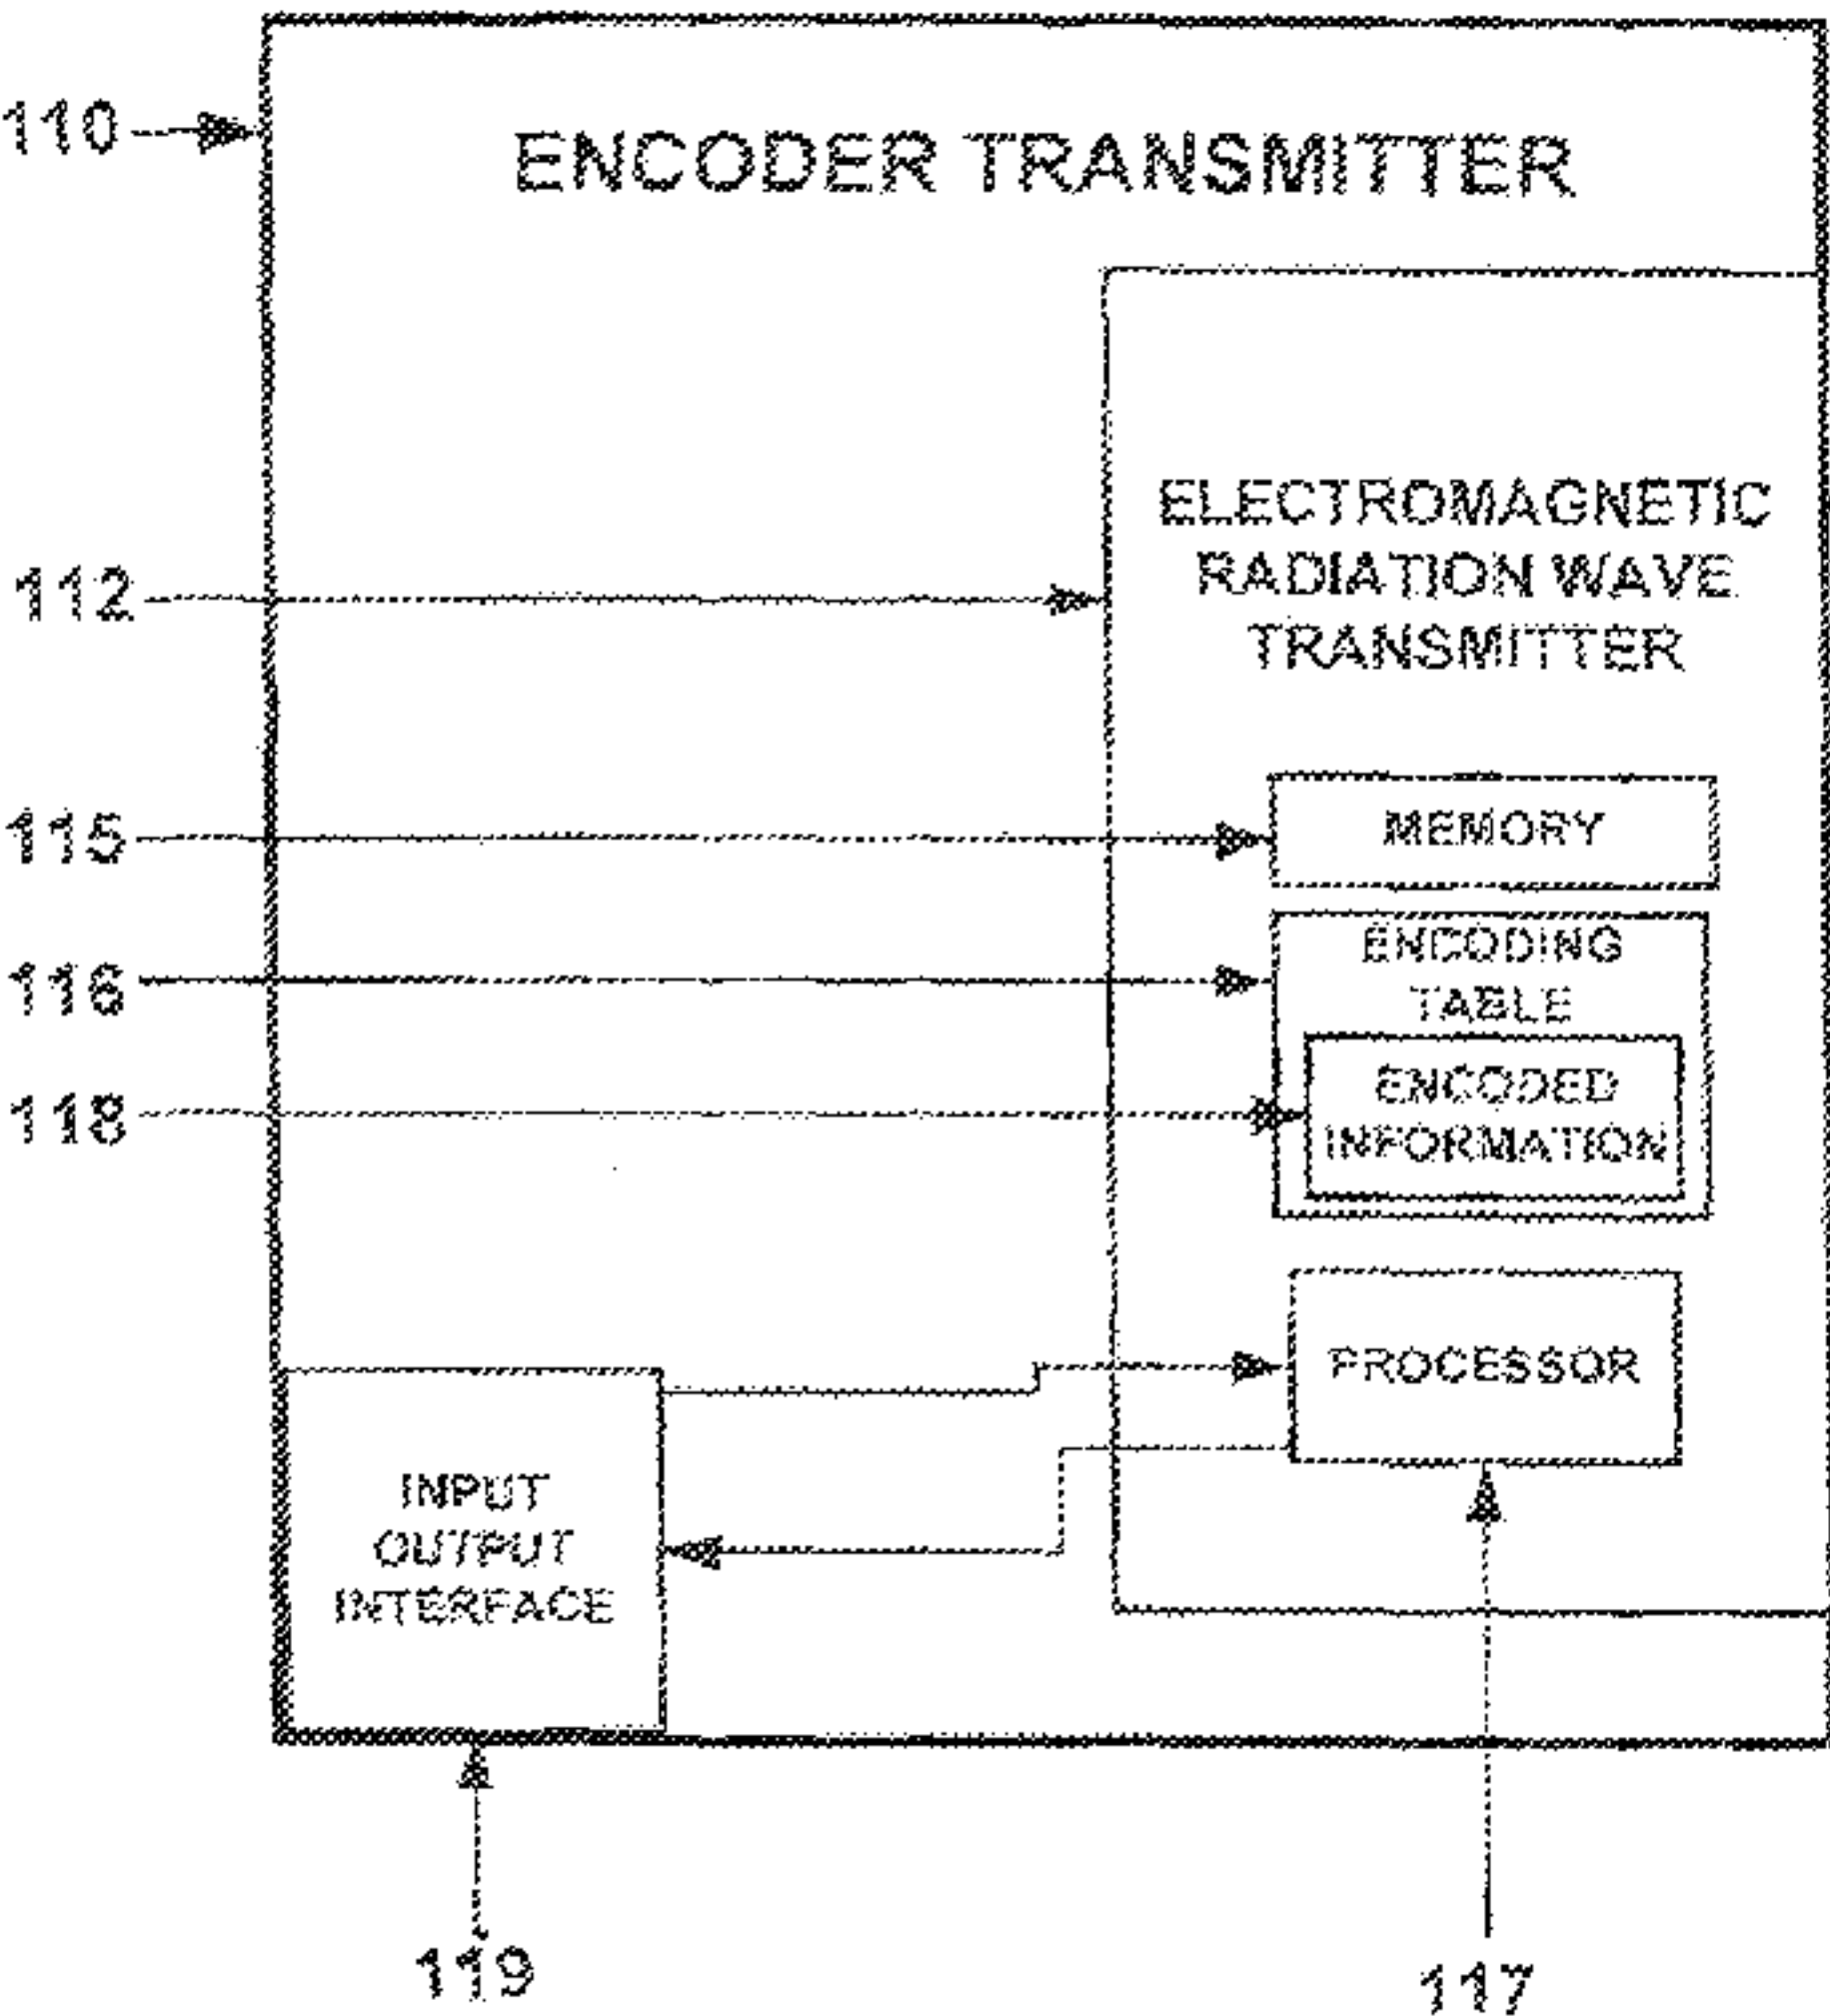 110
ENCODER TRANSMITTER
112
ELECTROMAGNETIC
RADIATION WAVE
TRANSMITTER
115
MEMORY
116
ENCODING
TABLE
118
ENCODED
INFORMATION
PROCESSOR
INPUT
OUTPUT
INTERFACE
119
117